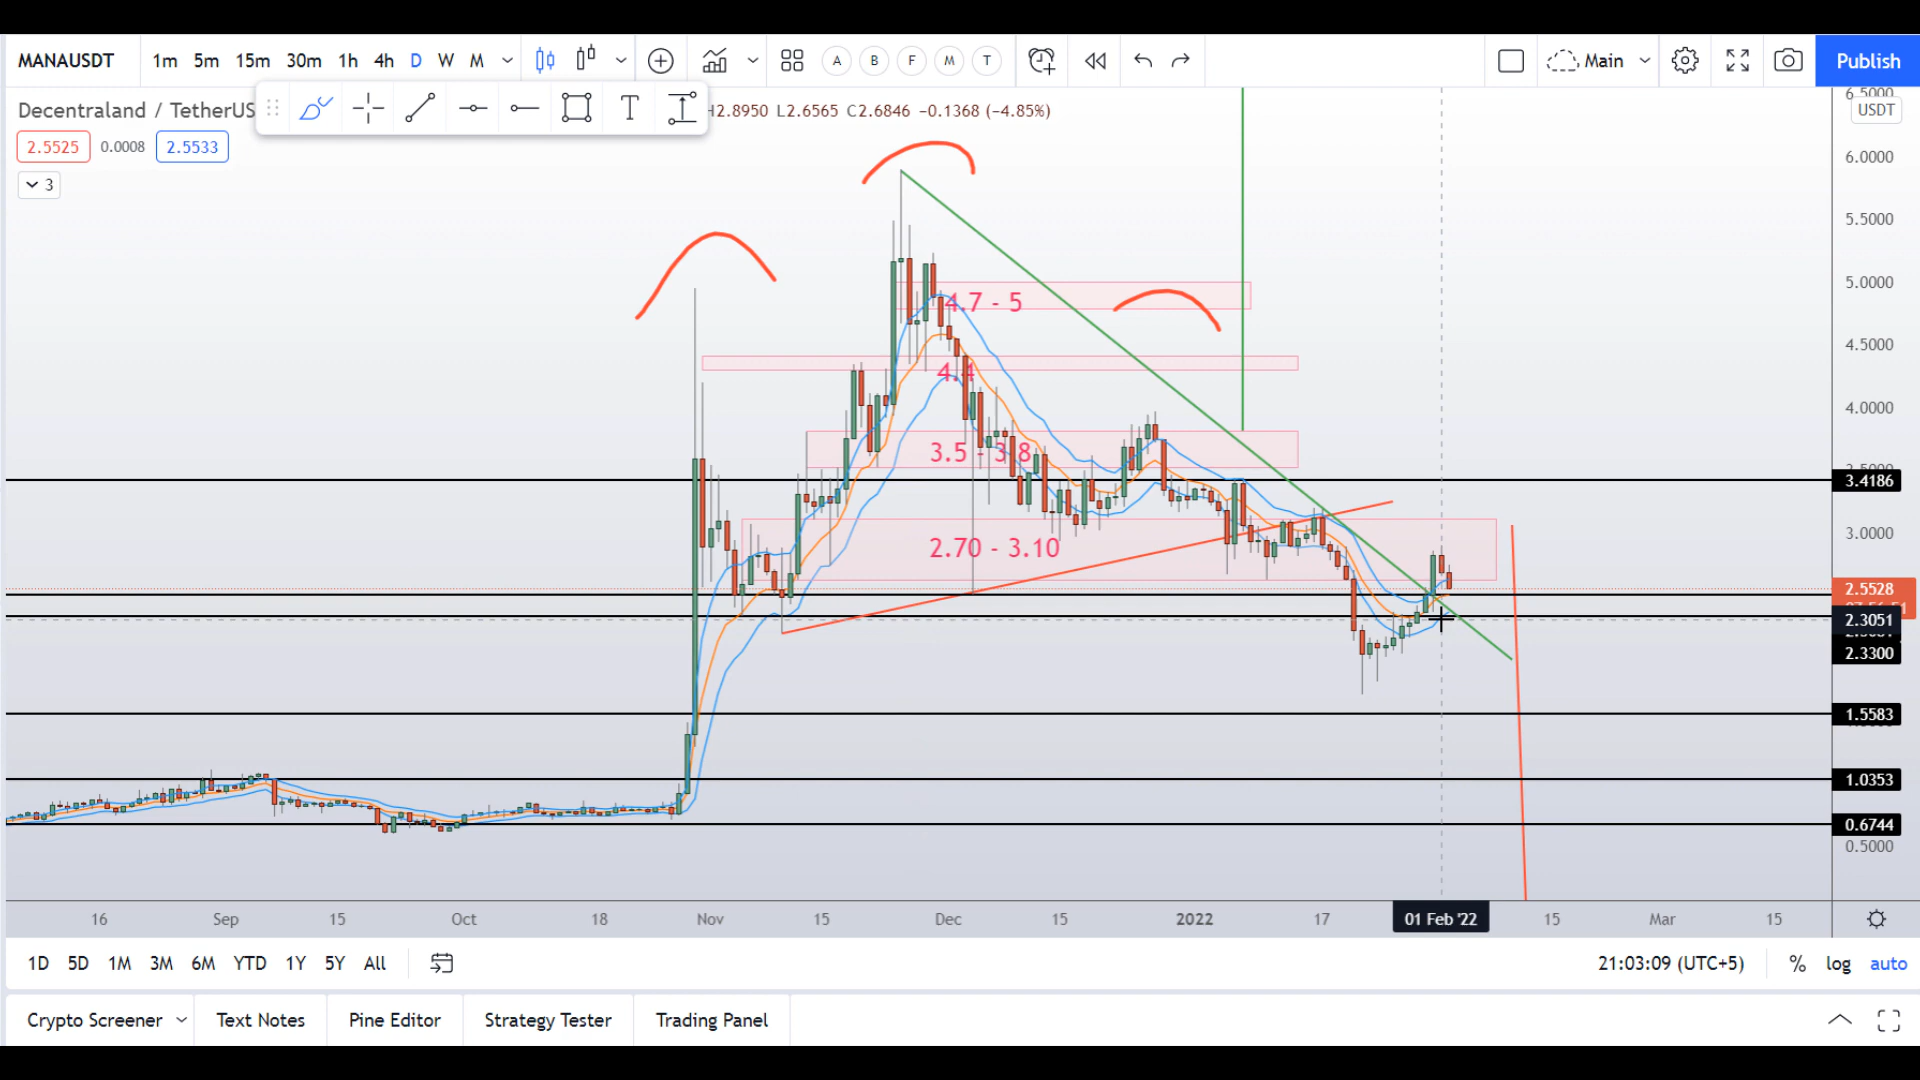 MANAUSDT 1m 5m 15m 30m 1h 4h D W M A B F M T Main Publish
Decentraland / TetherUS H2.8950 L2.6565 C2.6846 −0.1368 (−4.85%)
USDT
2.5525 0.0008 2.5533
3
6.5000
6.0000
5.5000
5.0000
4.5000
4.0000
3.5000
3.4186
3.0000
2.5528
2.3051
2.3300
1.5583
1.0353
0.6744
0.5000
4.7 - 5
4.4
3.5 - 3.8
2.70 - 3.10
16 Sep 15 Oct 18 Nov 15 Dec 15 2022 17 01 Feb '22 15 Mar 15
1D 5D 1M 3M 6M YTD 1Y 5Y All 21:03:09 (UTC+5) % log auto
Crypto Screener Text Notes Pine Editor Strategy Tester Trading Panel